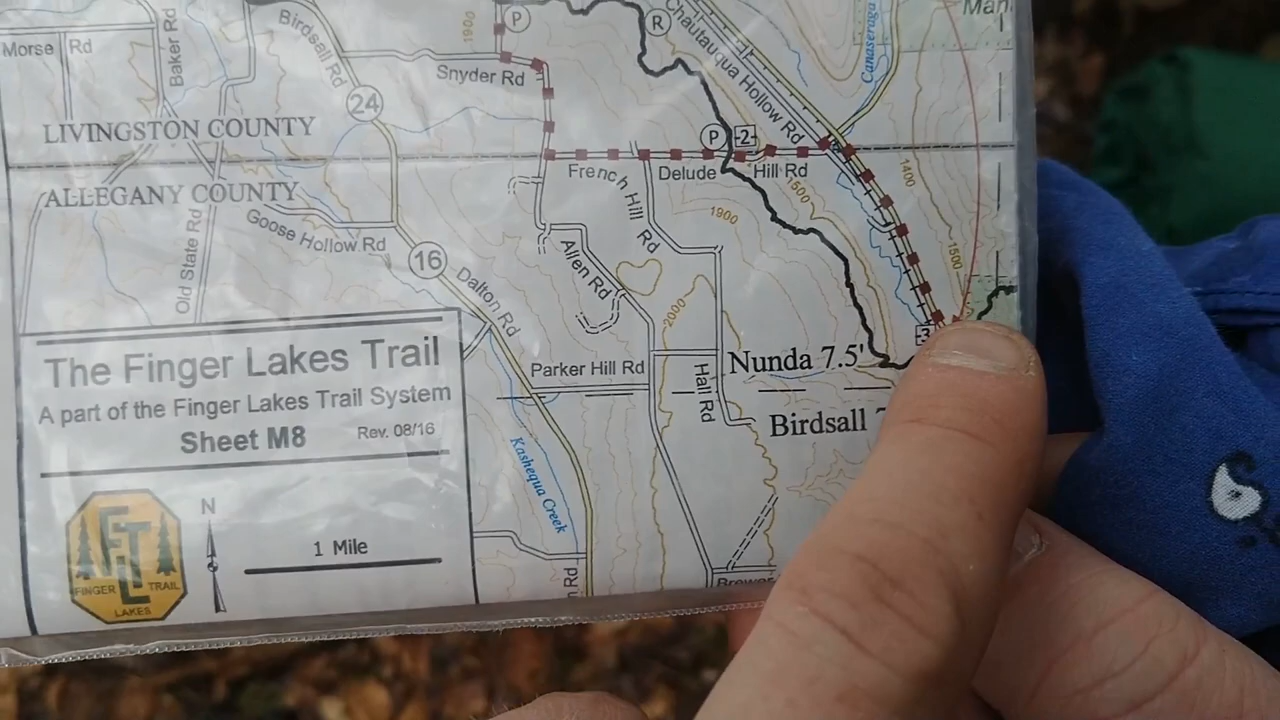 Morse Rd
Baker Rd
Birdsall Rd
1900
P
R
Chautauqua Hollow Rd
Canaseraga
Snyder Rd
24
LIVINGSTON COUNTY
P
2
French Hill Rd
Delude Hill Rd
1400
ALLEGANY COUNTY
1500
1900
Goose Hollow Rd
Old State Rd
16
Allen Rd
1500
Dalton Rd
2000
3
The Finger Lakes Trail
A part of the Finger Lakes Trail System
Sheet M8 Rev. 08/16
Parker Hill Rd
Hall Rd
Nunda 7.5'
Birdsall
Kashequa Creek
N
1 Mile
FLT
FINGER TRAIL
LAKES
Rd